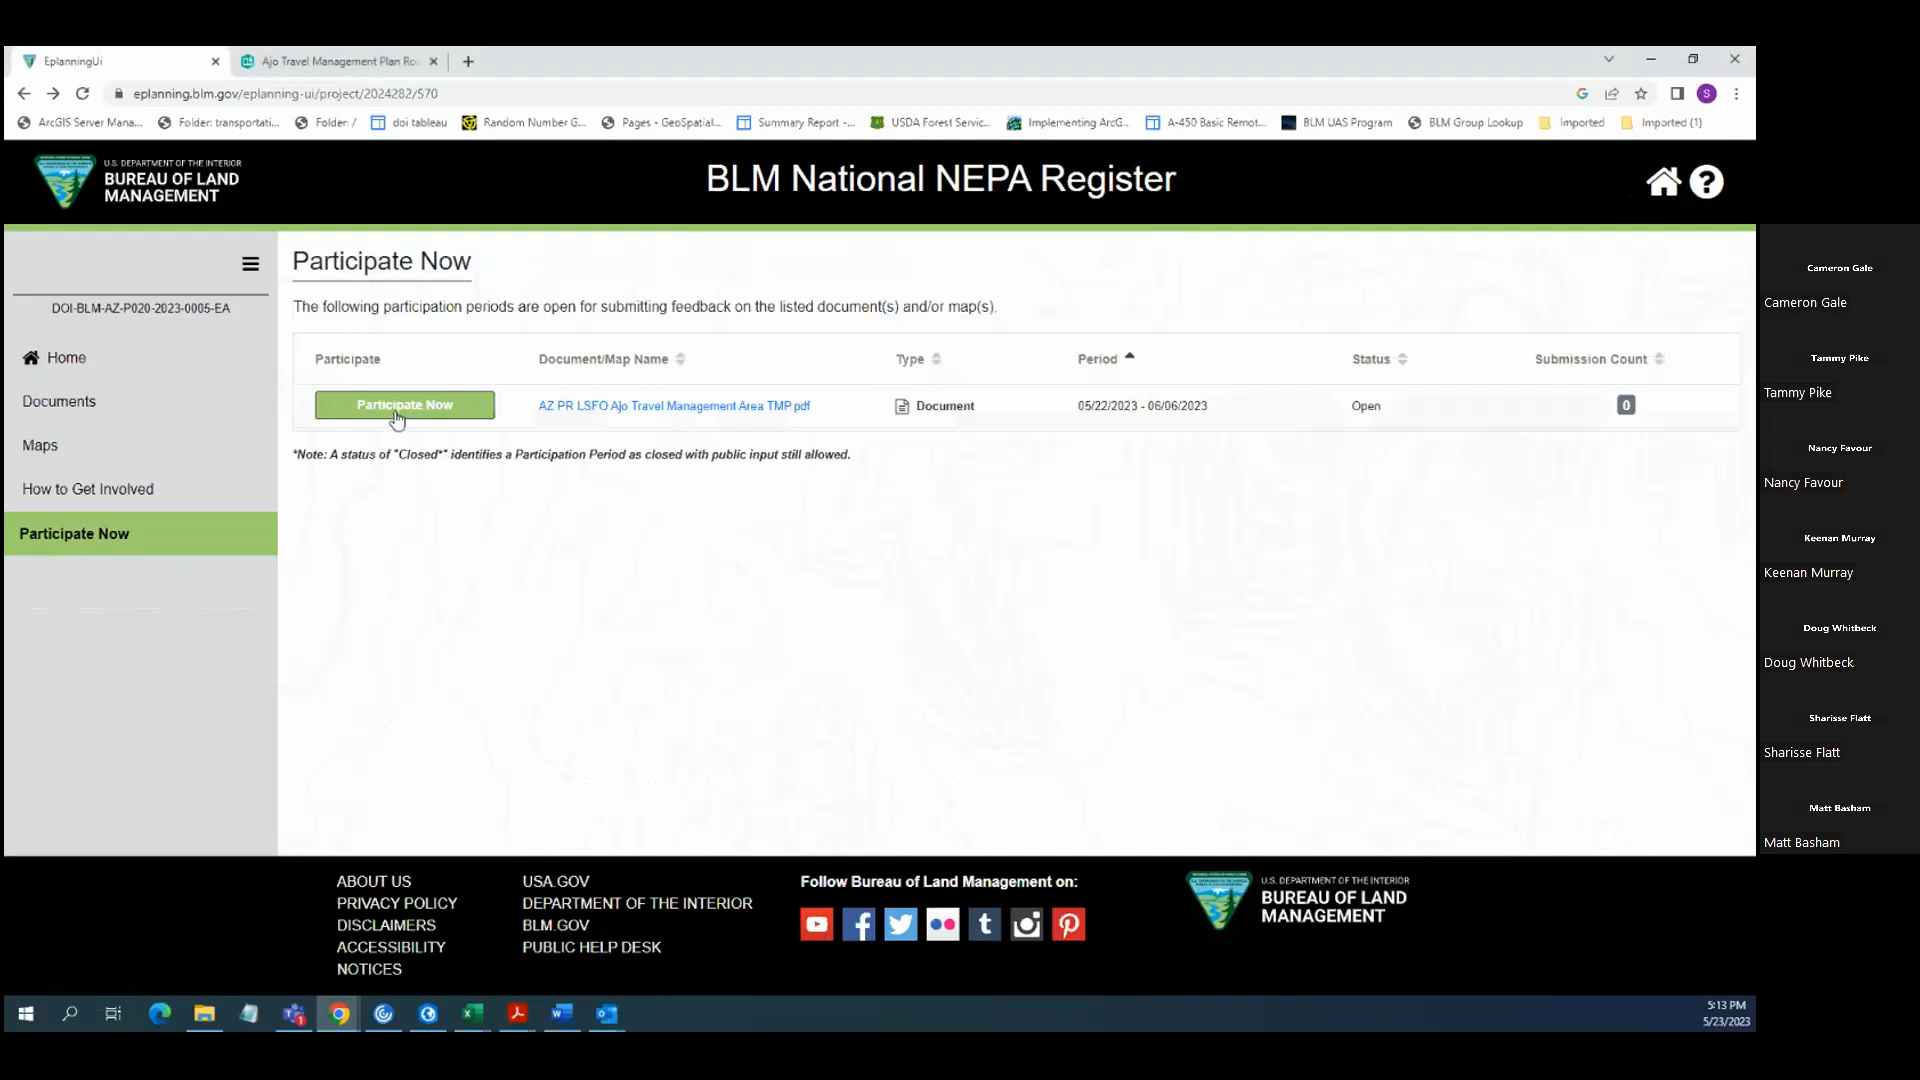 EplanningUi
Ajo Travel Management Plan Ro
eplanning.blm.gov/eplanning-ui/project/2024282/570
S
ArcGIS Server Mana... Folder: transportati... Folder: / doi tableau Random Number G... Pages - GeoSpatial... Summary Report -... USDA Forest Servic... Implementing ArcG... A-450 Basic Remot... BLM UAS Program BLM Group Lookup Imported Imported (1)
U.S. DEPARTMENT OF THE INTERIOR
BUREAU OF LAND
MANAGEMENT
BLM National NEPA Register
DOI-BLM-AZ-P020-2023-0005-EA
Home
Documents
Maps
How to Get Involved
Participate Now
Participate Now
The following participation periods are open for submitting feedback on the listed document(s) and/or map(s).
Participate Document/Map Name Type Period Status Submission Count
Participate Now AZ PR LSFO Ajo Travel Management Area TMP.pdf Document 05/22/2023 - 06/06/2023 Open 0
*Note: A status of "Closed*" identifies a Participation Period as closed with public input still allowed.
Cameron Gale
Cameron Gale
Tammy Pike
Tammy Pike
Nancy Favour
Nancy Favour
Keenan Murray
Keenan Murray
Doug Whitbeck
Doug Whitbeck
Sharisse Flatt
Sharisse Flatt
Matt Basham
Matt Basham
ABOUT US
PRIVACY POLICY
DISCLAIMERS
ACCESSIBILITY
NOTICES
USA.GOV
DEPARTMENT OF THE INTERIOR
BLM.GOV
PUBLIC HELP DESK
Follow Bureau of Land Management on:
U.S. DEPARTMENT OF THE INTERIOR
BUREAU OF LAND
MANAGEMENT
5:13 PM
5/23/2023